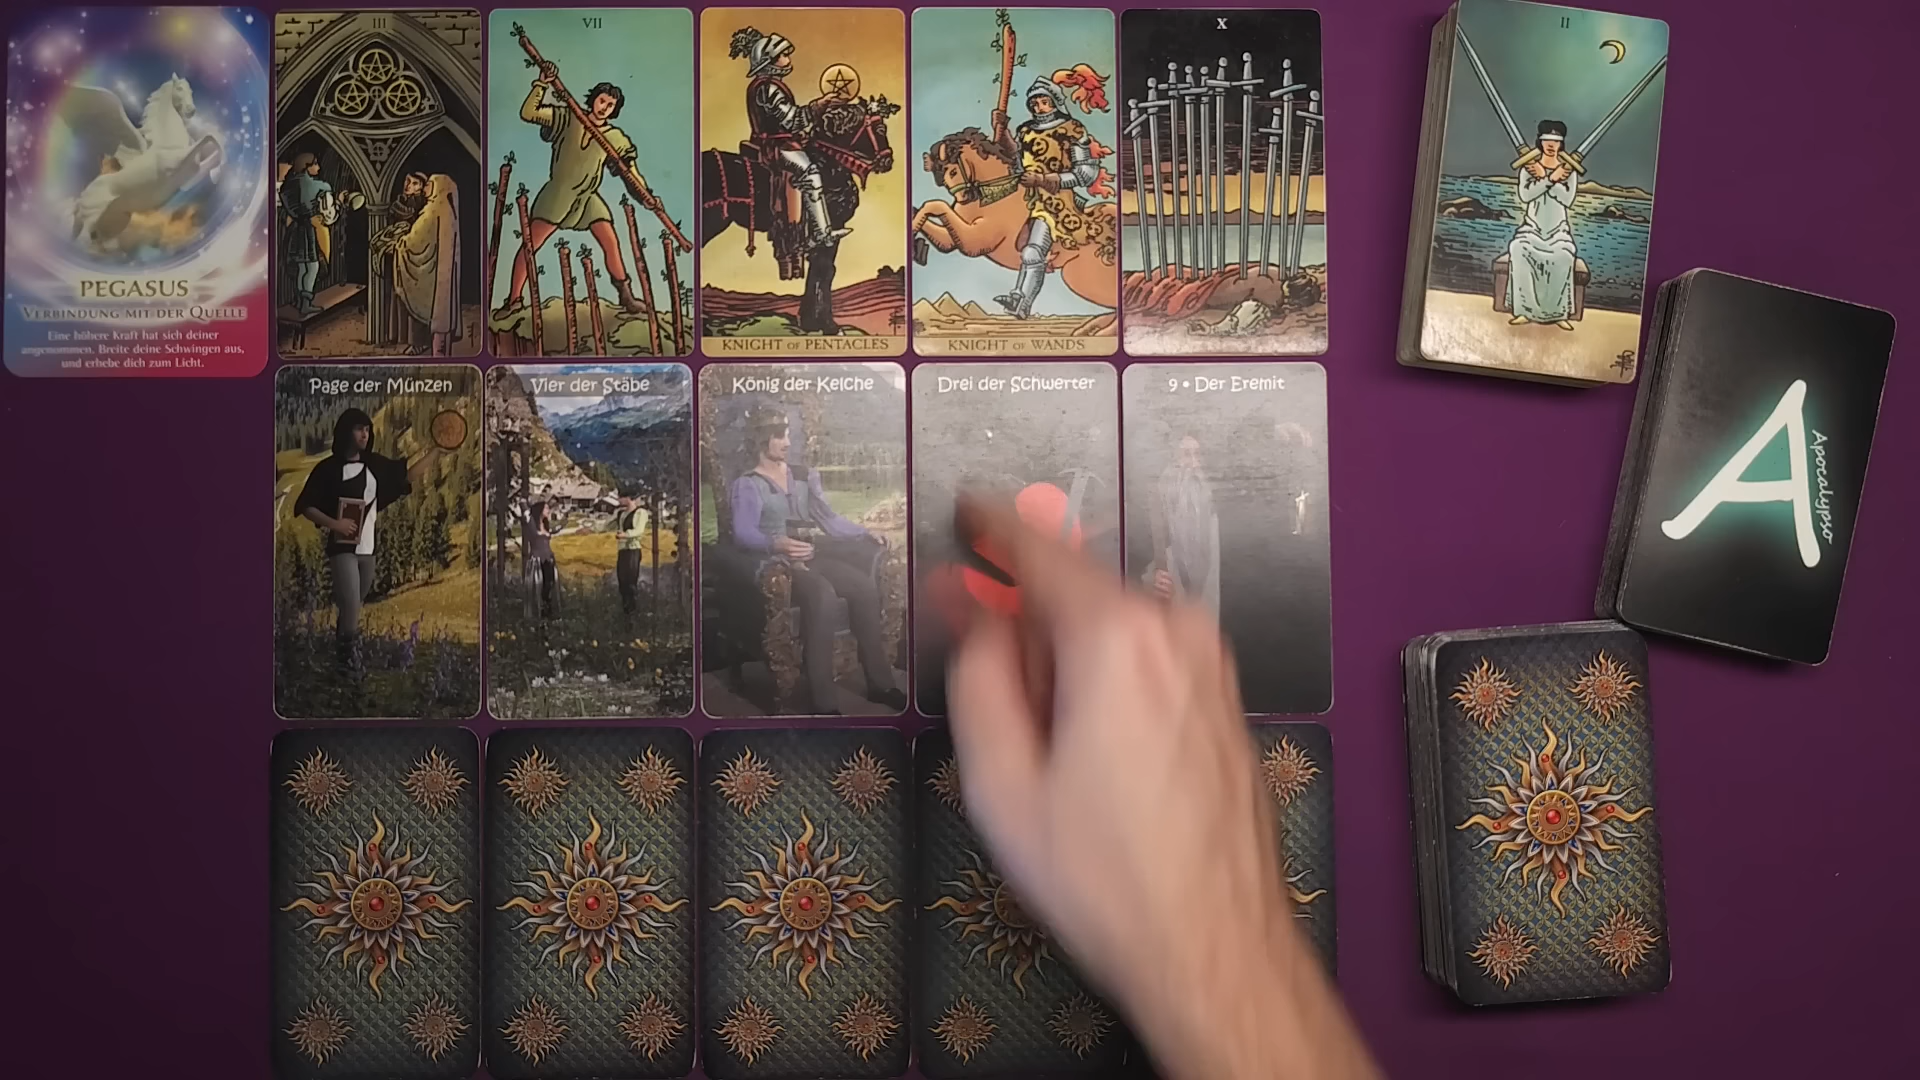 PEGASUS
VERBINDUNG MIT DER QUELLE
Eine höhere Kraft hat sich deiner
angenommen. Breite deine Schwingen aus,
und erhebe dich zum Licht.
III
VII
KNIGHT OF PENTACLES
KNIGHT OF WANDS
X
II
Page der Münzen
Vier der Stäbe
König der Kelche
Drei der Schwerter
9 • Der Eremit
A
Apocalypso